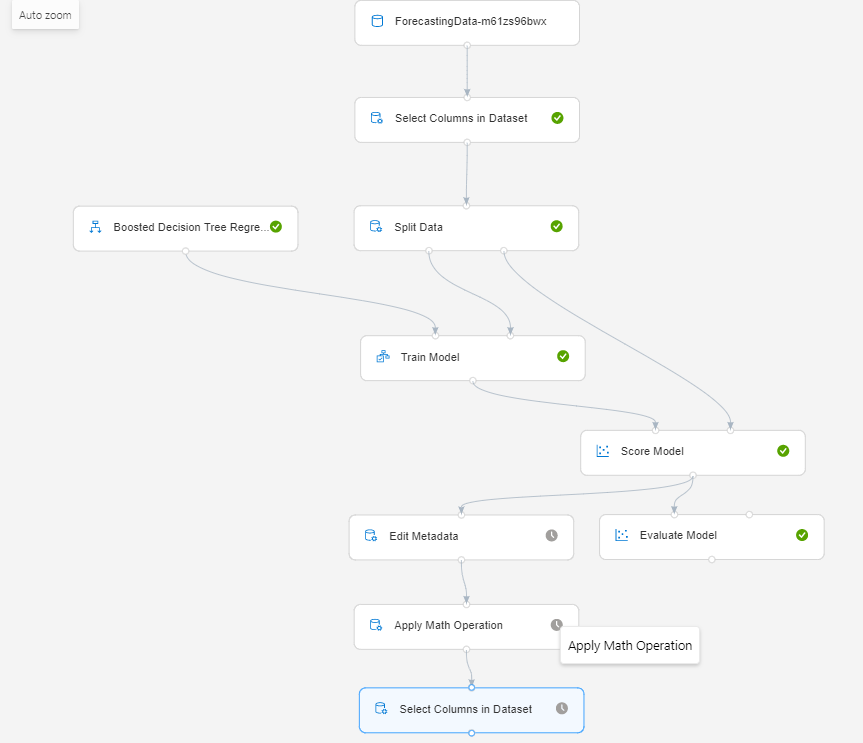 Auto zoom
ForecastingData-m61zs96bwx
Select Columns in Dataset
Boosted Decision Tree Regre...
Split Data
Train Model
Score Model
Edit Metadata
Evaluate Model
Apply Math Operation
Apply Math Operation
Select Columns in Dataset